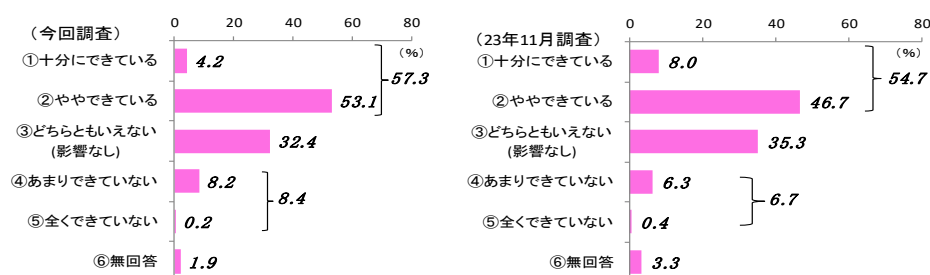 （今回調査）
0 20 40 60 80
（%）
①十分にできている 4.2
57.3
②ややできている 53.1
③どちらともいえない
(影響なし) 32.4
④あまりできていない 8.2
8.4
⑤全くできていない 0.2
⑥無回答 1.9
（23年11月調査）
0 20 40 60 80
（%）
①十分にできている 8.0
54.7
②ややできている 46.7
③どちらともいえない
(影響なし) 35.3
④あまりできていない 6.3
6.7
⑤全くできていない 0.4
⑥無回答 3.3